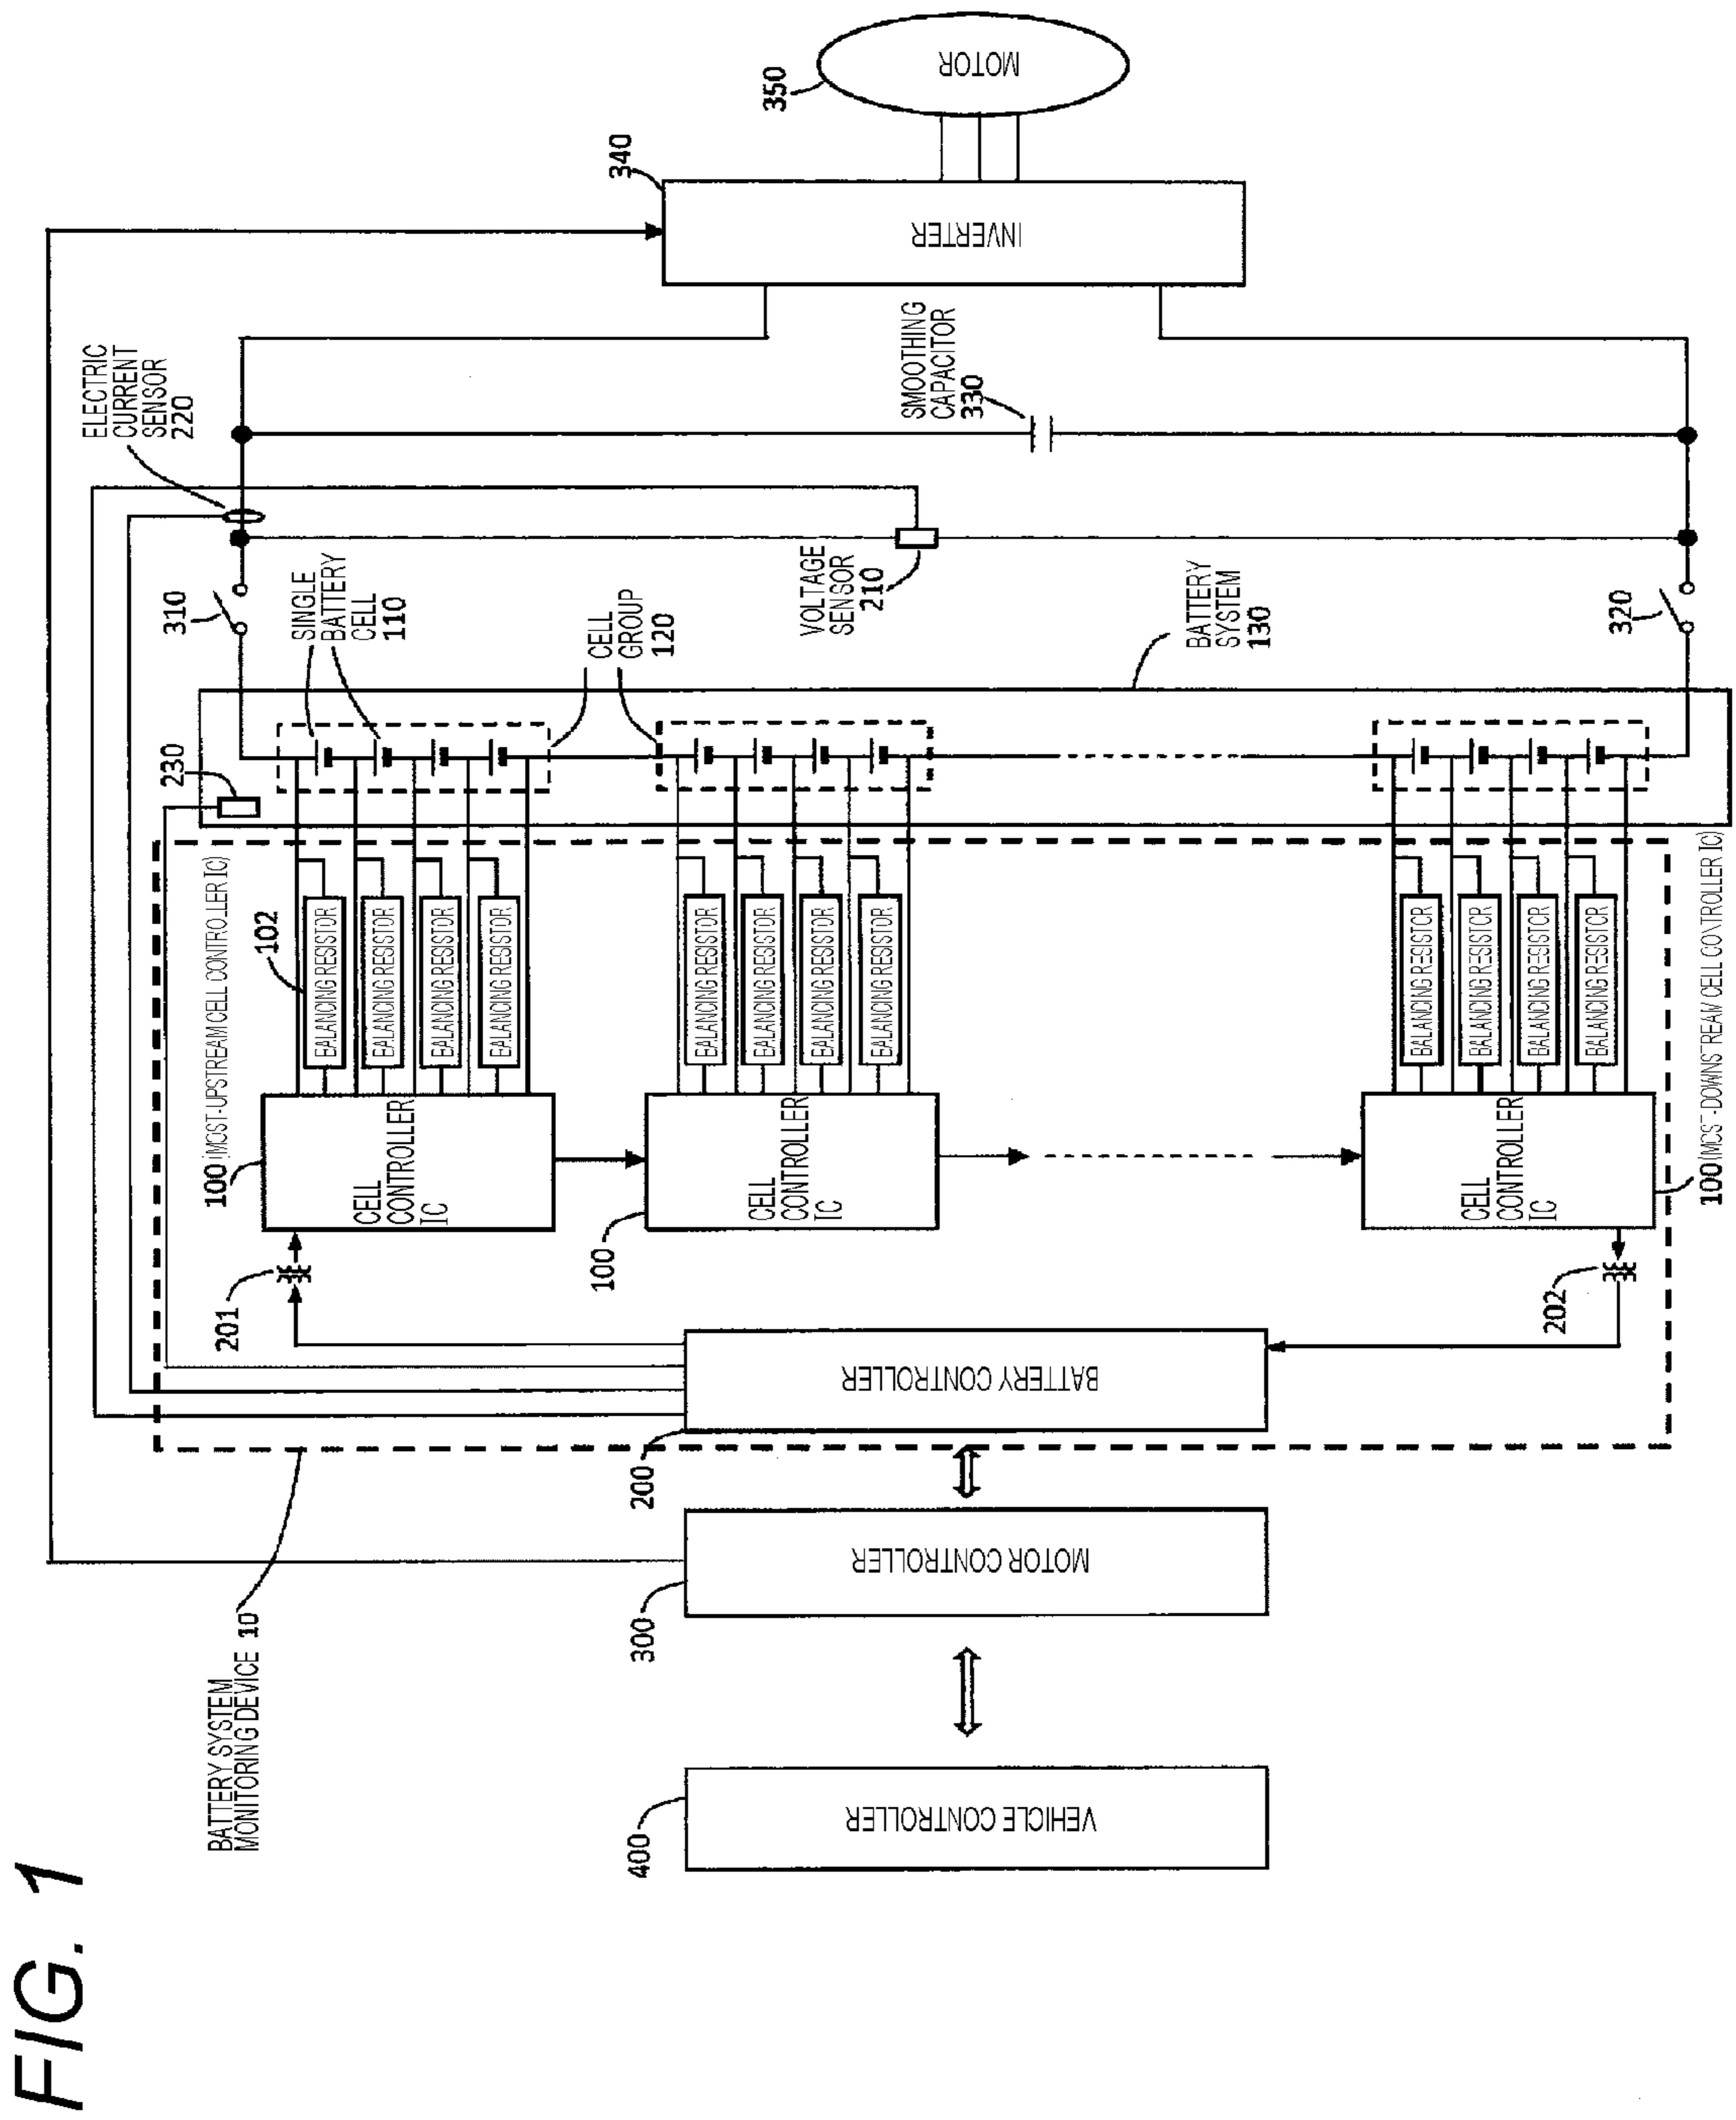 FIG. 1
BATTERY SYSTEM
MONITORING DEVICE 10
400
VEHICLE CONTROLLER
300
MOTOR CONTROLLER
200
BATTERY CONTROLLER
201
202
100 (MOST-UPSTREAM CELL CONTROLLER IC)
CELL
CONTROLLER
IC
100
CELL
CONTROLLER
IC
CELL
CONTROLLER
IC
100 (MOST-DOWNSTREAM CELL CONTROLLER IC)
102
BALANCING RESISTOR
BALANCING RESISTOR
BALANCING RESISTOR
BALANCING RESISTOR
BALANCING RESISTOR
BALANCING RESISTOR
BALANCING RESISTOR
BALANCING RESISTOR
BALANCING RESISTOR
BALANCING RESISTOR
BALANCING RESISTOR
BALANCING RESISTOR
230
310
SINGLE
BATTERY
CELL
110
CELL
GROUP
120
VOLTAGE
SENSOR
210
BATTERY
SYSTEM
130
320
ELECTRIC
CURRENT
SENSOR
220
SMOOTHING
CAPACITOR
330
340
INVERTER
350
MOTOR